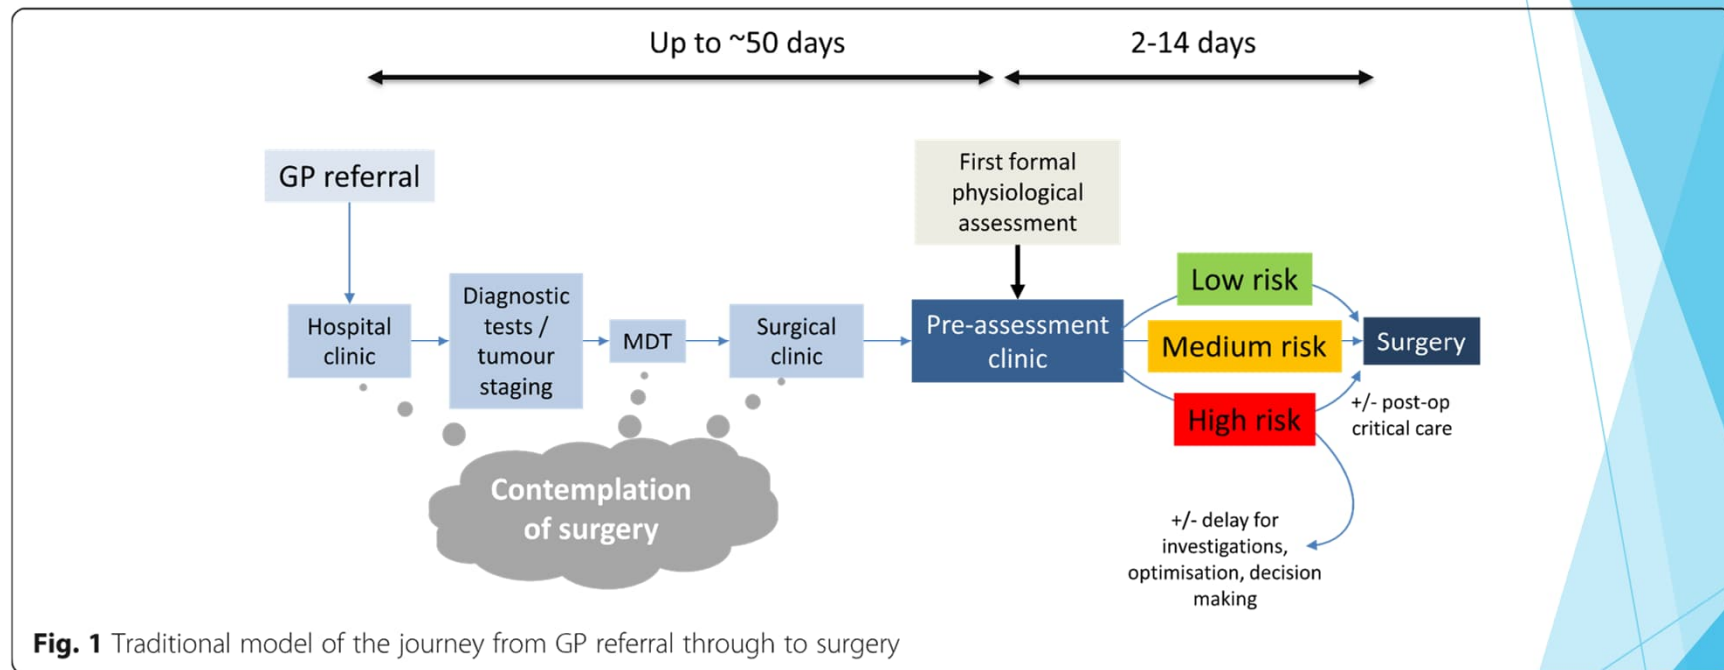 Up to ~50 days
2-14 days
GP referral
First formal
physiological
assessment
Hospital
clinic
Diagnostic
tests /
tumour
staging
MDT
Surgical
clinic
Pre-assessment
clinic
Low risk
Medium risk
High risk
Surgery
+/- post-op
critical care
Contemplation
of surgery
+/- delay for
investigations,
optimisation, decision
making
Fig. 1 Traditional model of the journey from GP referral through to surgery